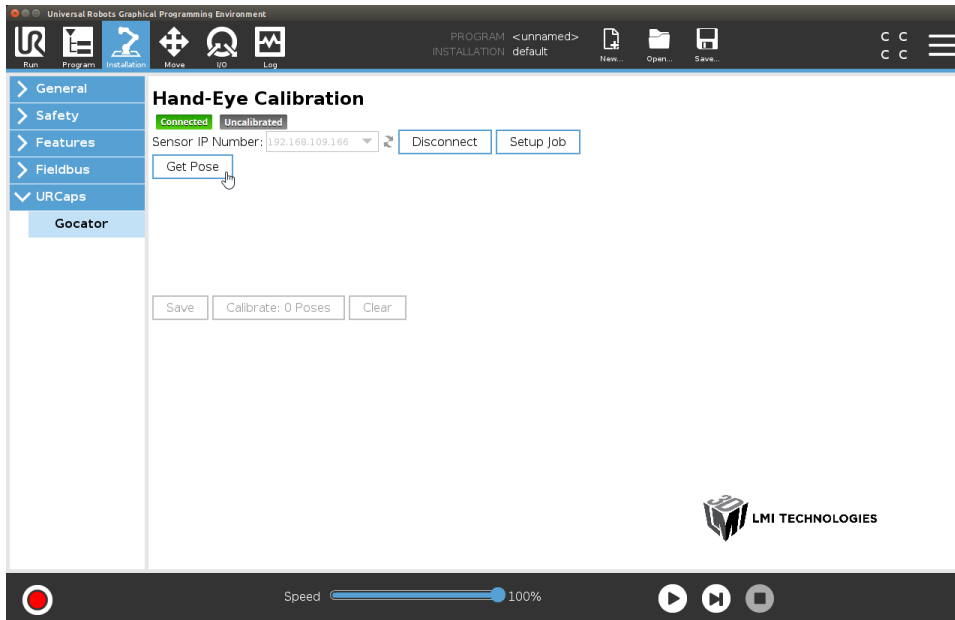 Universal Robots Graphical Programming Environment
UR
Run
Program
Installation
Move
I/O
Log
PROGRAM <unnamed>
INSTALLATION default
New...
Open...
Save...
C C
C C
General
Safety
Features
Fieldbus
URCaps
Gocator
Hand-Eye Calibration
Connected Uncalibrated
Sensor IP Number: 192.168.109.166 Disconnect Setup Job
Get Pose
Save Calibrate: 0 Poses Clear
3D
LMI TECHNOLOGIES
Speed 100%